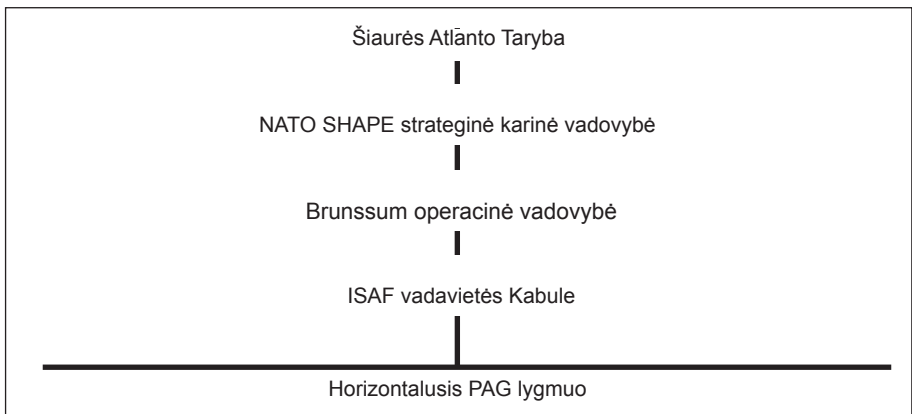 Šiaurės Atlanto Taryba
NATO SHAPE strateginė karinė vadovybė
Brunssum operacinė vadovybė
ISAF vadavietės Kabule
Horizontalusis PAG lygmuo